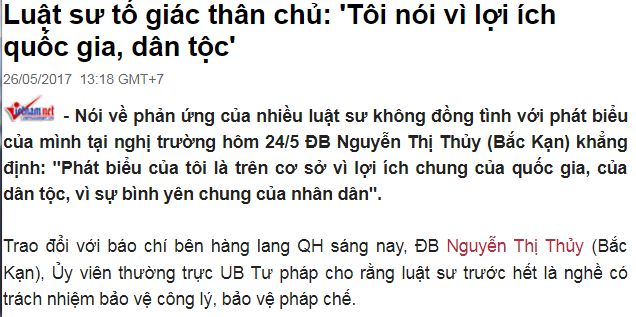 Luật sư tố giác thân chủ: 'Tôi nói vì lợi ích
quốc gia, dân tộc'
26/05/2017 13:18 GMT+7
Vietnam net - Nói về phản ứng của nhiều luật sư không đồng tình với phát biểu
của mình tại nghị trường hôm 24/5 ĐB Nguyễn Thị Thủy (Bắc Kạn) khẳng
định: "Phát biểu của tôi là trên cơ sở vì lợi ích chung của quốc gia, của
dân tộc, vì sự bình yên chung của nhân dân".
Trao đổi với báo chí bên hàng lang QH sáng nay, ĐB Nguyễn Thị Thủy (Bắc
Kạn), Ủy viên thường trực UB Tư pháp cho rằng luật sư trước hết là nghề có
trách nhiệm bảo vệ công lý, bảo vệ pháp chế.